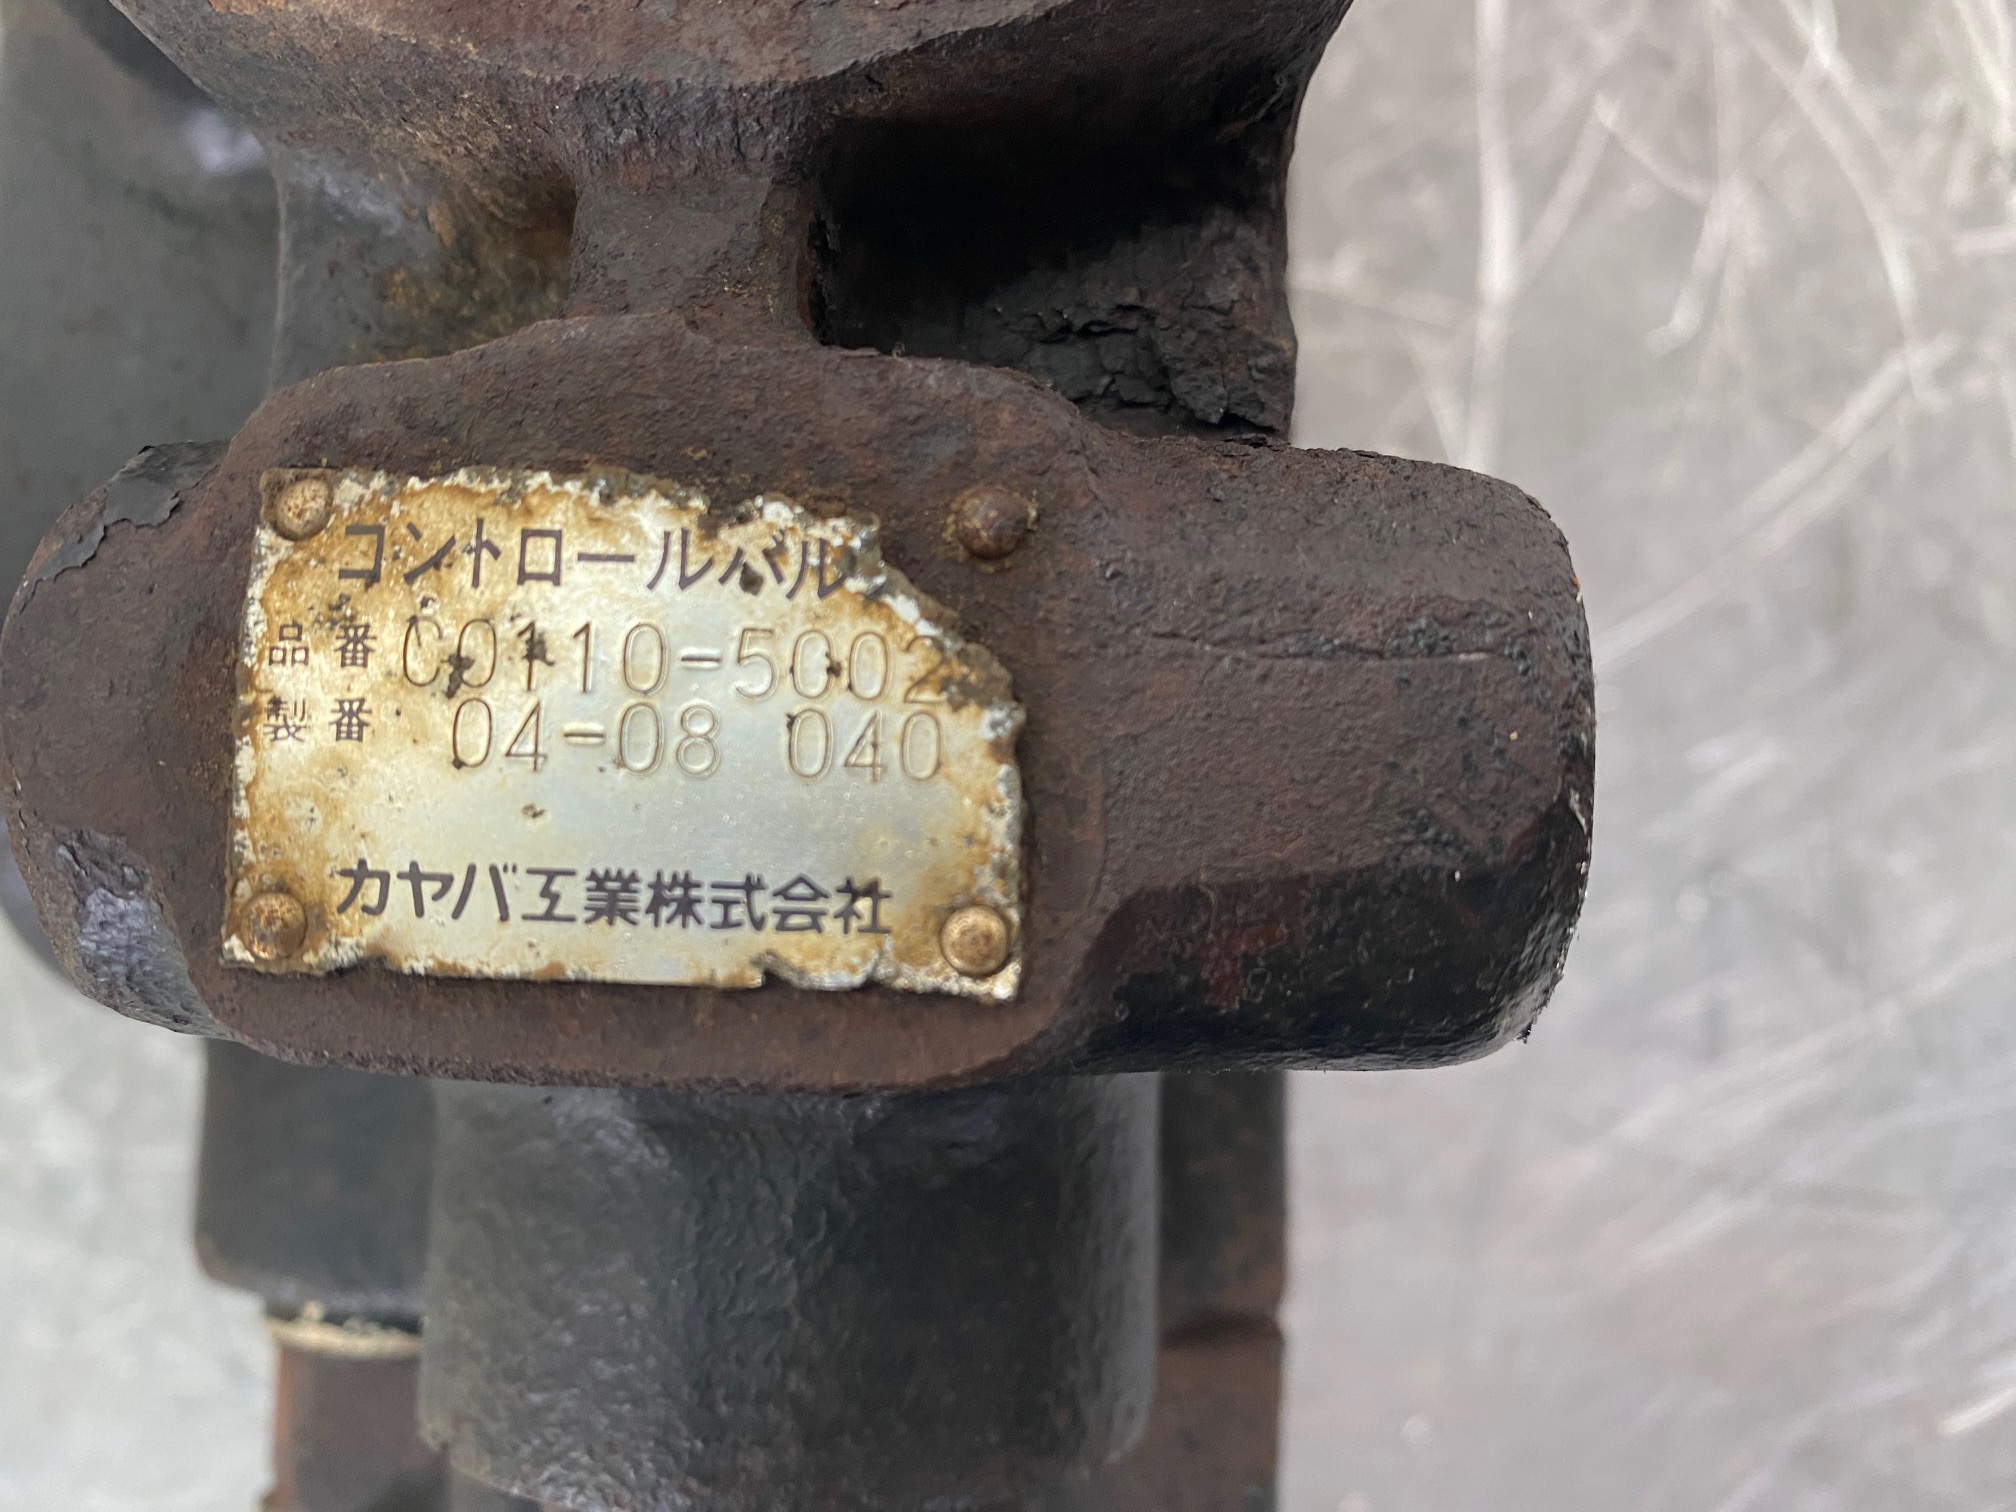 コントロールバル
品番 C0110-5002
製番 04-08 040
カヤバ工業株式会社